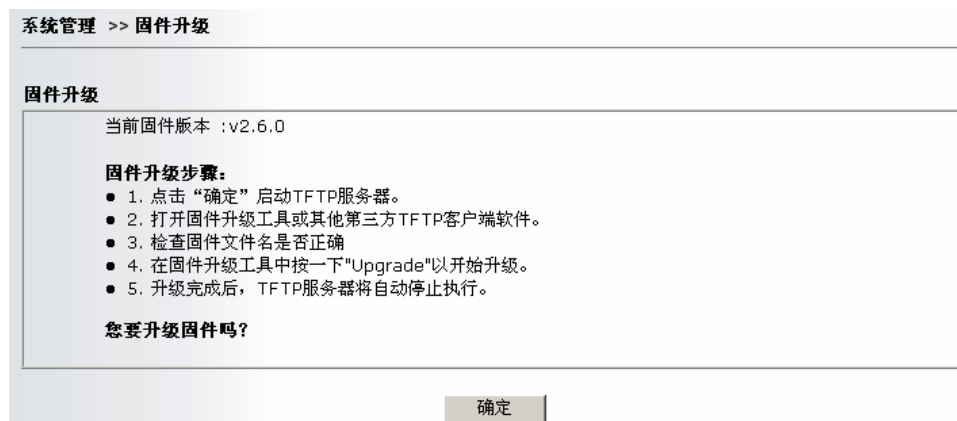 系统管理 >> 固件升级
固件升级
当前固件版本 :v2.6.0
固件升级步骤:
● 1. 点击“确定”启动TFTP服务器。
● 2. 打开固件升级工具或其他第三方TFTP客户端软件。
● 3. 检查固件文件名是否正确
● 4. 在固件升级工具中按一下"Upgrade"以开始升级。
● 5. 升级完成后，TFTP服务器将自动停止执行。
您要升级固件吗?
确定